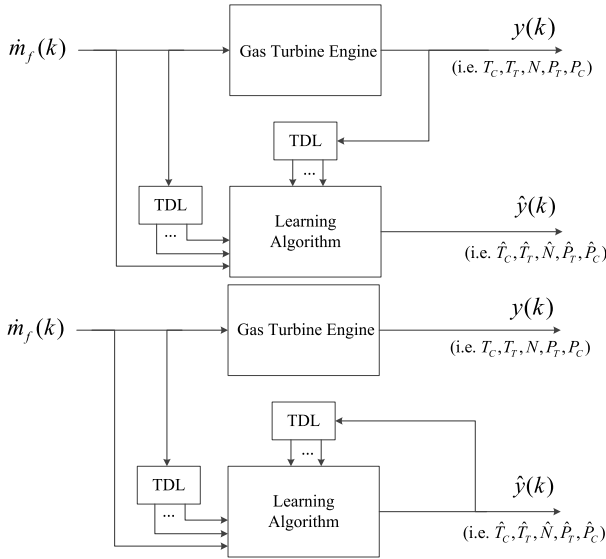 ṁ_f(k)
Gas Turbine Engine
y(k)
(i.e. T_C, T_T, N, P_T, P_C)
TDL
...
TDL
...
Learning
Algorithm
ŷ(k)
(i.e. T̂_C, T̂_T, N̂, P̂_T, P̂_C)
ṁ_f(k)
Gas Turbine Engine
y(k)
(i.e. T_C, T_T, N, P_T, P_C)
TDL
...
TDL
...
Learning
Algorithm
ŷ(k)
(i.e. T̂_C, T̂_T, N̂, P̂_T, P̂_C)